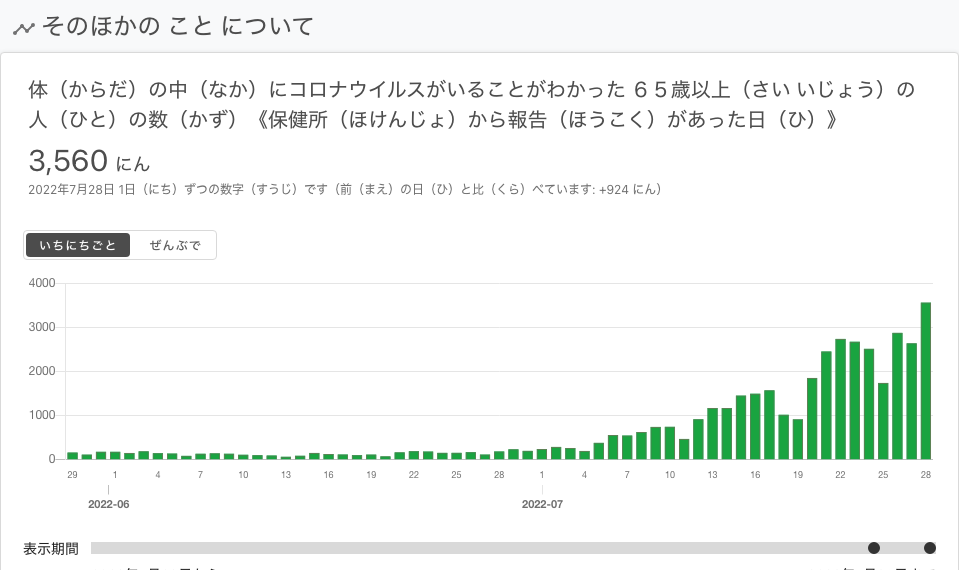 そのほかの こと について
体（からだ）の中（なか）にコロナウイルスがいることがわかった ６５歳以上（さい いじょう）の
人（ひと）の数（かず）《保健所（ほけんじょ）から報告（ほうこく）があった日（ひ）》
3,560 にん
2022年7月28日 1日（にち）ずつの数字（すうじ）です（前（まえ）の日（ひ）と比（くら）べています: +924 にん）
いちにちごと ぜんぶで
4000
3000
2000
1000
0
29 1 4 7 10 13 16 19 22 25 28 1 4 7 10 13 16 19 22 25 28
2022-06 2022-07
表示期間